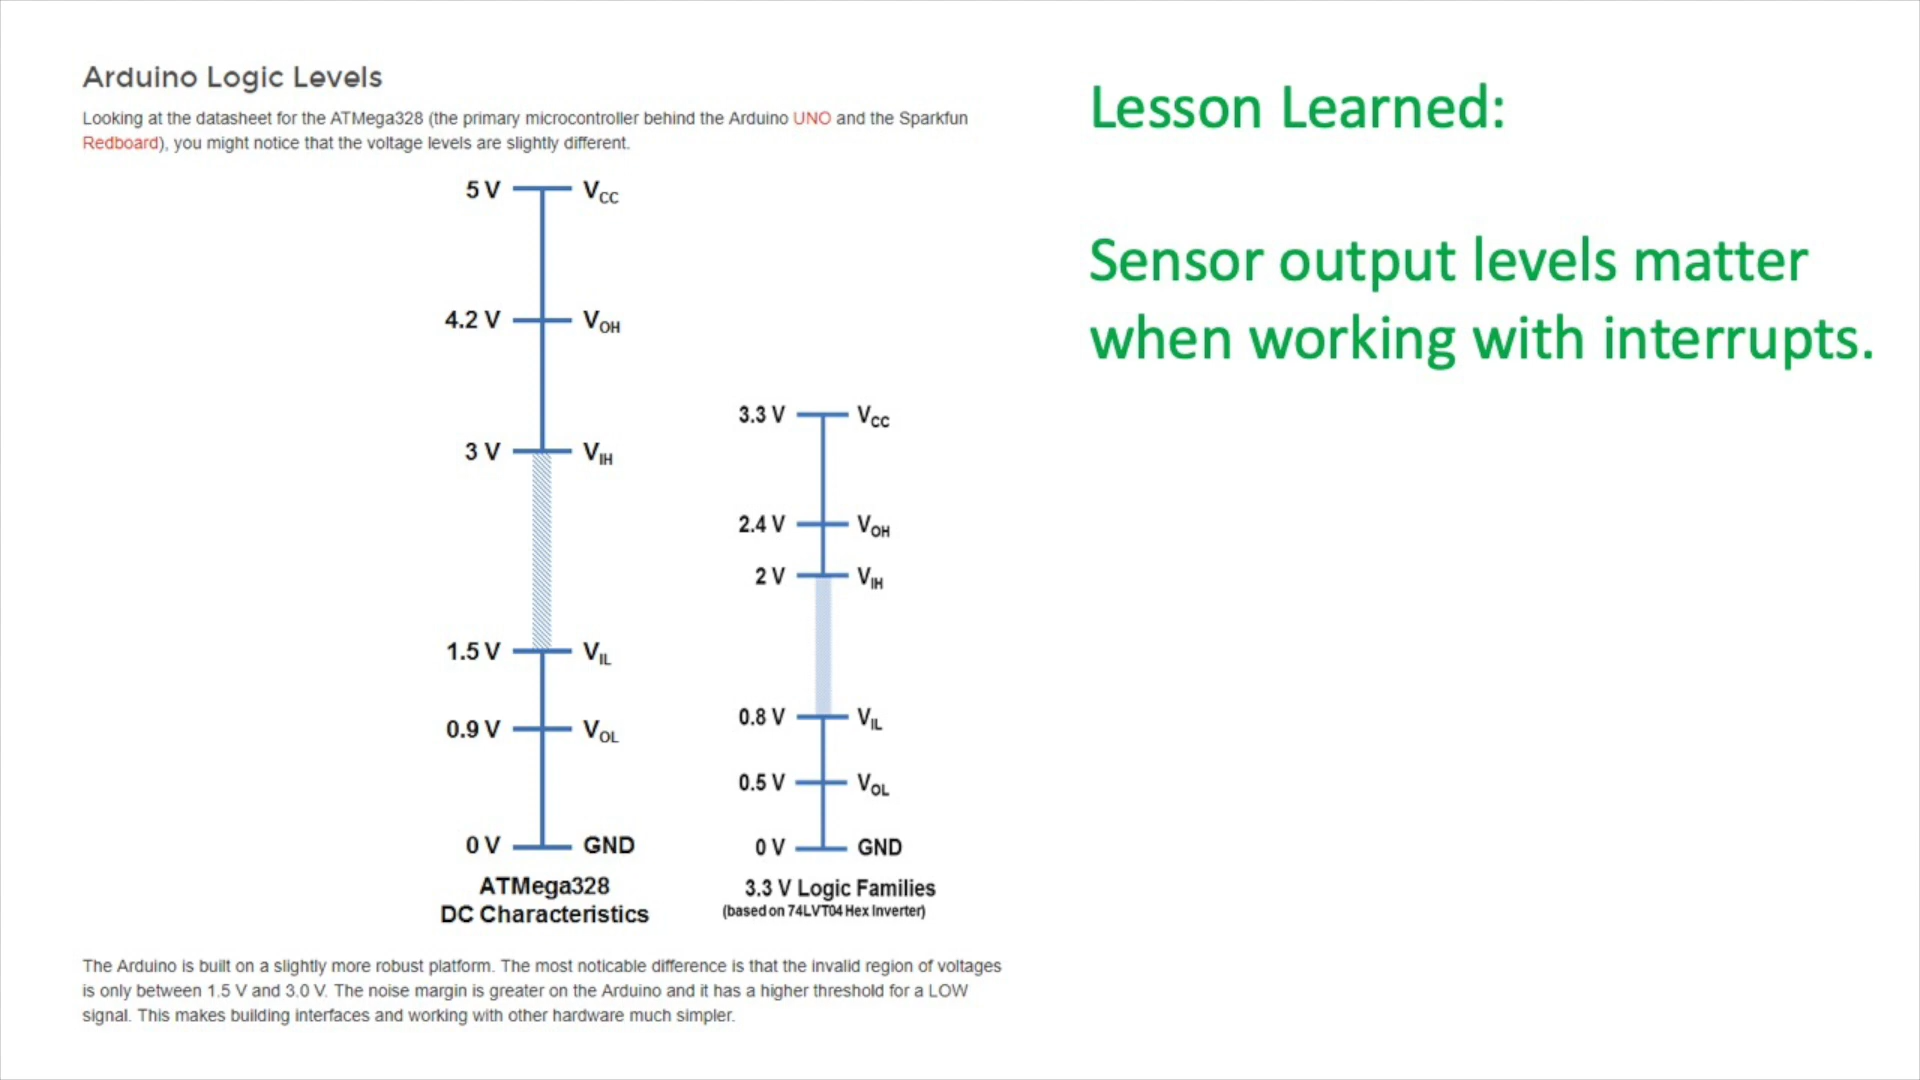 Arduino Logic Levels
Looking at the datasheet for the ATMega328 (the primary microcontroller behind the Arduino UNO and the Sparkfun
Redboard), you might notice that the voltage levels are slightly different.
5 V VCC
4.2 V VOH
3 V VIH
1.5 V VIL
0.9 V VOL
0 V GND
ATMega328
DC Characteristics
3.3 V VCC
2.4 V VOH
2 V VIH
0.8 V VIL
0.5 V VOL
0 V GND
3.3 V Logic Families
(based on 74LVT04 Hex Inverter)
The Arduino is built on a slightly more robust platform. The most noticable difference is that the invalid region of voltages
is only between 1.5 V and 3.0 V. The noise margin is greater on the Arduino and it has a higher threshold for a LOW
signal. This makes building interfaces and working with other hardware much simpler.
Lesson Learned:
Sensor output levels matter
when working with interrupts.